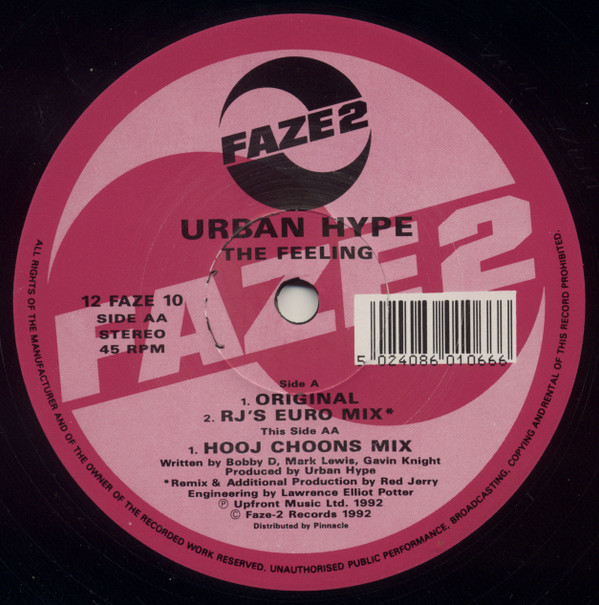 FAZE2
URBAN HYPE
THE FEELING
FAZE2
12 FAZE 10
SIDE AA
STEREO
45 RPM
5 024086 010666
Side A
1. ORIGINAL
2. RJ'S EURO MIX*
This Side AA
1. HOOJ CHOONS MIX
Written by Bobby D, Mark Lewis, Gavin Knight
Produced by Urban Hype
*Remix & Additional Production by Red Jerry
Engineering by Lawrence Elliot Potter
Ⓟ Upfront Music Ltd. 1992
© Faze-2 Records 1992
Distributed by Pinnacle
ALL RIGHTS OF THE MANUFACTURER AND OF THE OWNER OF THE RECORDED WORK RESERVED. UNAUTHORISED PUBLIC PERFORMANCE, BROADCASTING, COPYING ANDRENTAL OF THIS RECORD PROHIBITED.